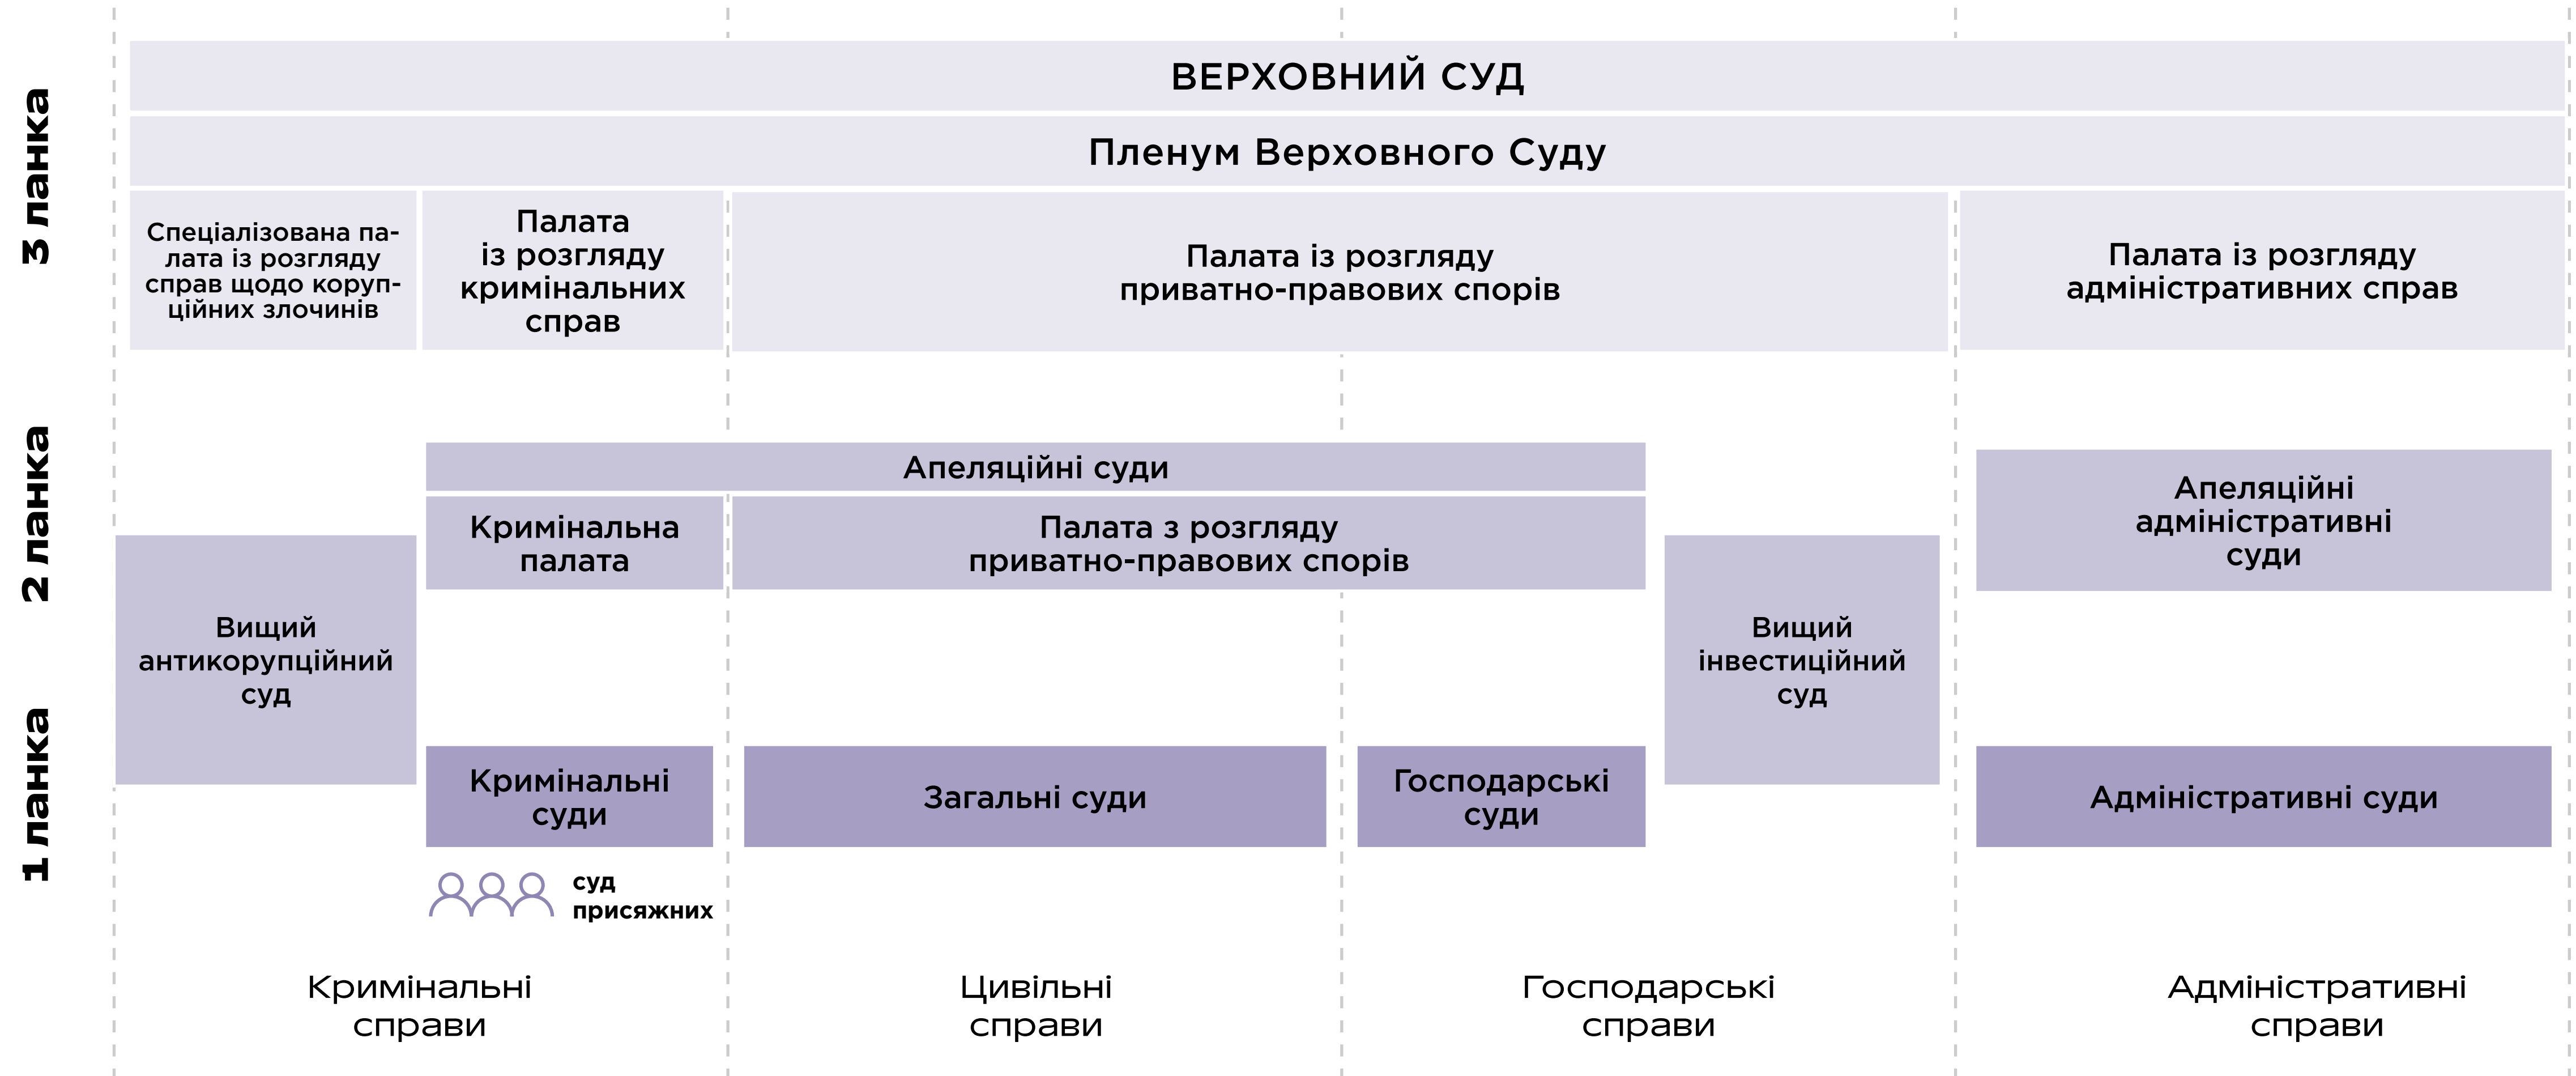 3 ланка
ВЕРХОВНИЙ СУД
Пленум Верховного Суду
Спеціалізована па-
лата із розгляду
справ щодо коруп-
ційних злочинів
Палата
із розгляду
кримінальних
справ
Палата із розгляду
приватно-правових спорів
Палата із розгляду
адміністративних справ
2 ланка
Апеляційні суди
Кримінальна
палата
Палата з розгляду
приватно-правових спорів
Апеляційні
адміністративні
суди
Вищий
антикорупційний
суд
Вищий
інвестиційний
суд
1 ланка
Кримінальні
суди
Загальні суди
Господарські
суди
Адміністративні суди
суд
присяжних
Кримінальні
справи
Цивільні
справи
Господарські
справи
Адміністративні
справи